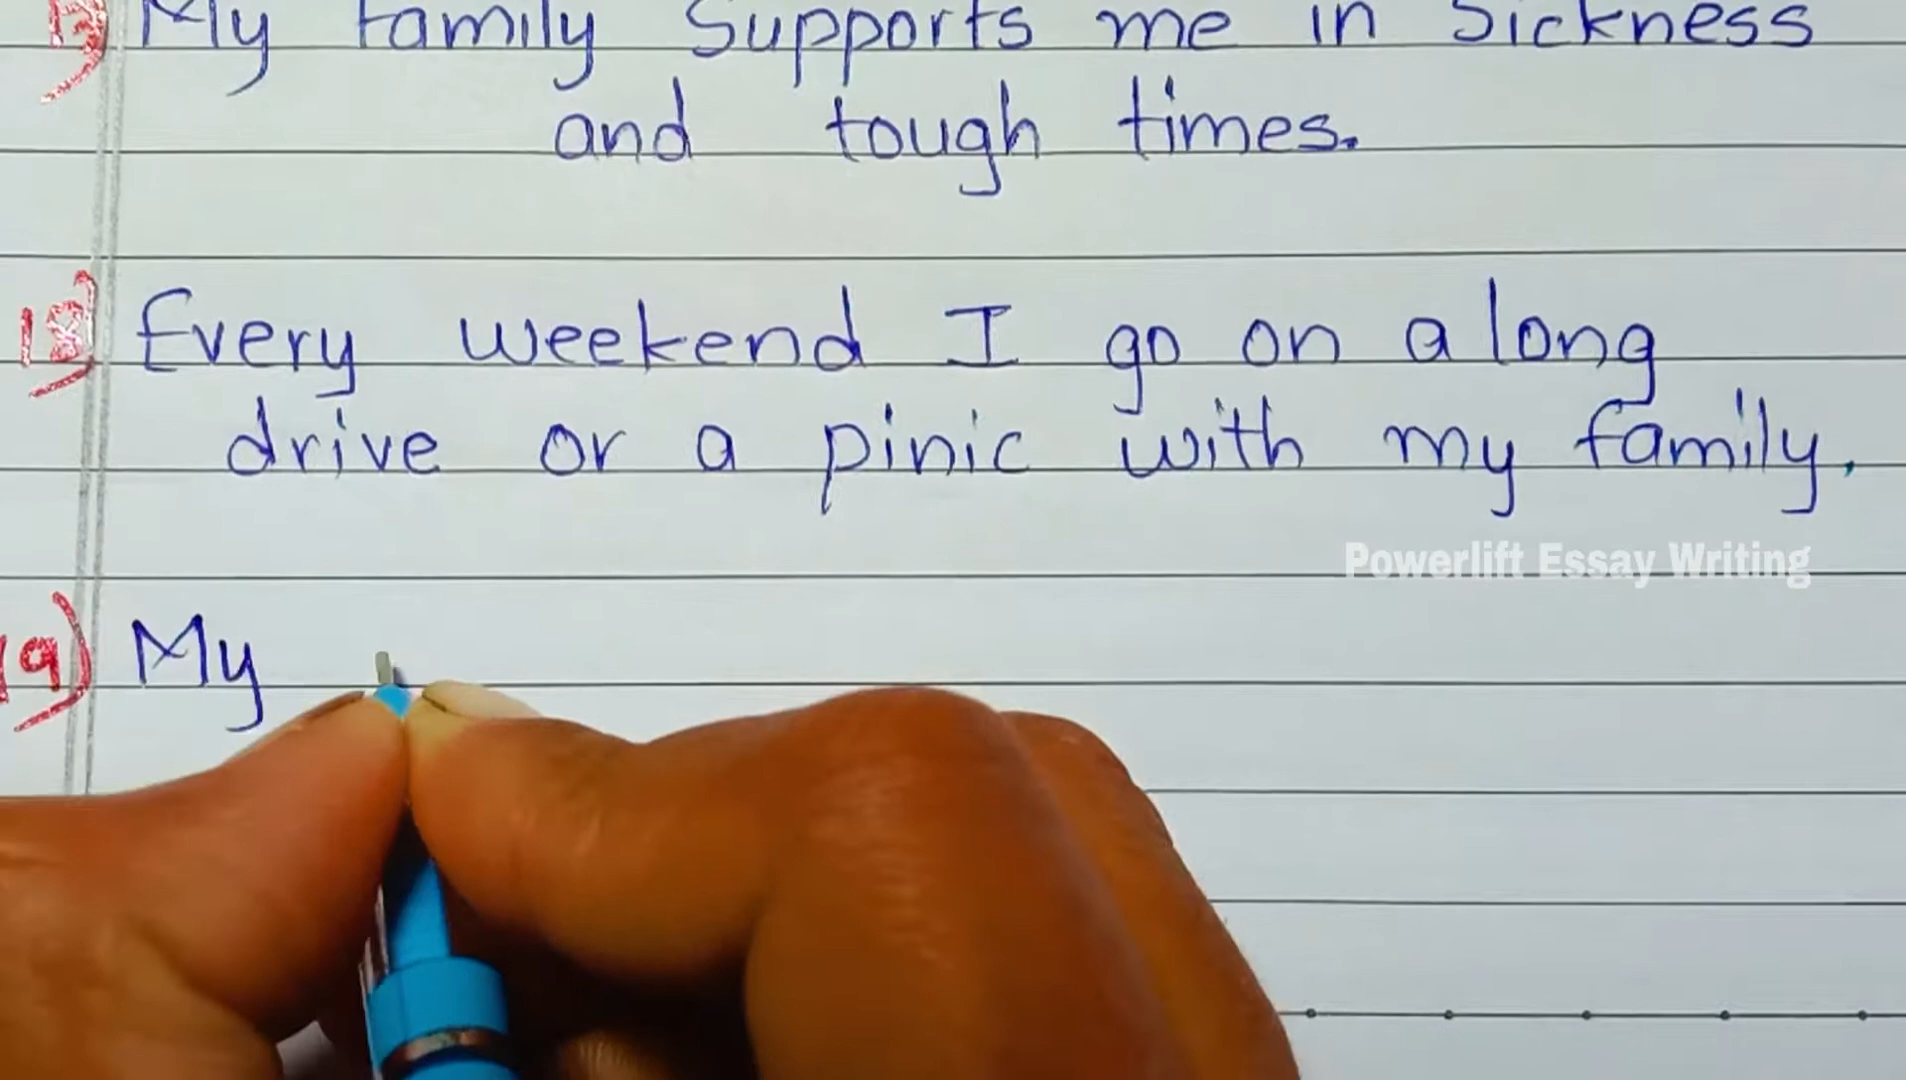 17) My family Supports me in Sickness
and tough times.
18) Every weekend I go on a long
drive or a pinic with my family.
Powerlift Essay Writing
19) My